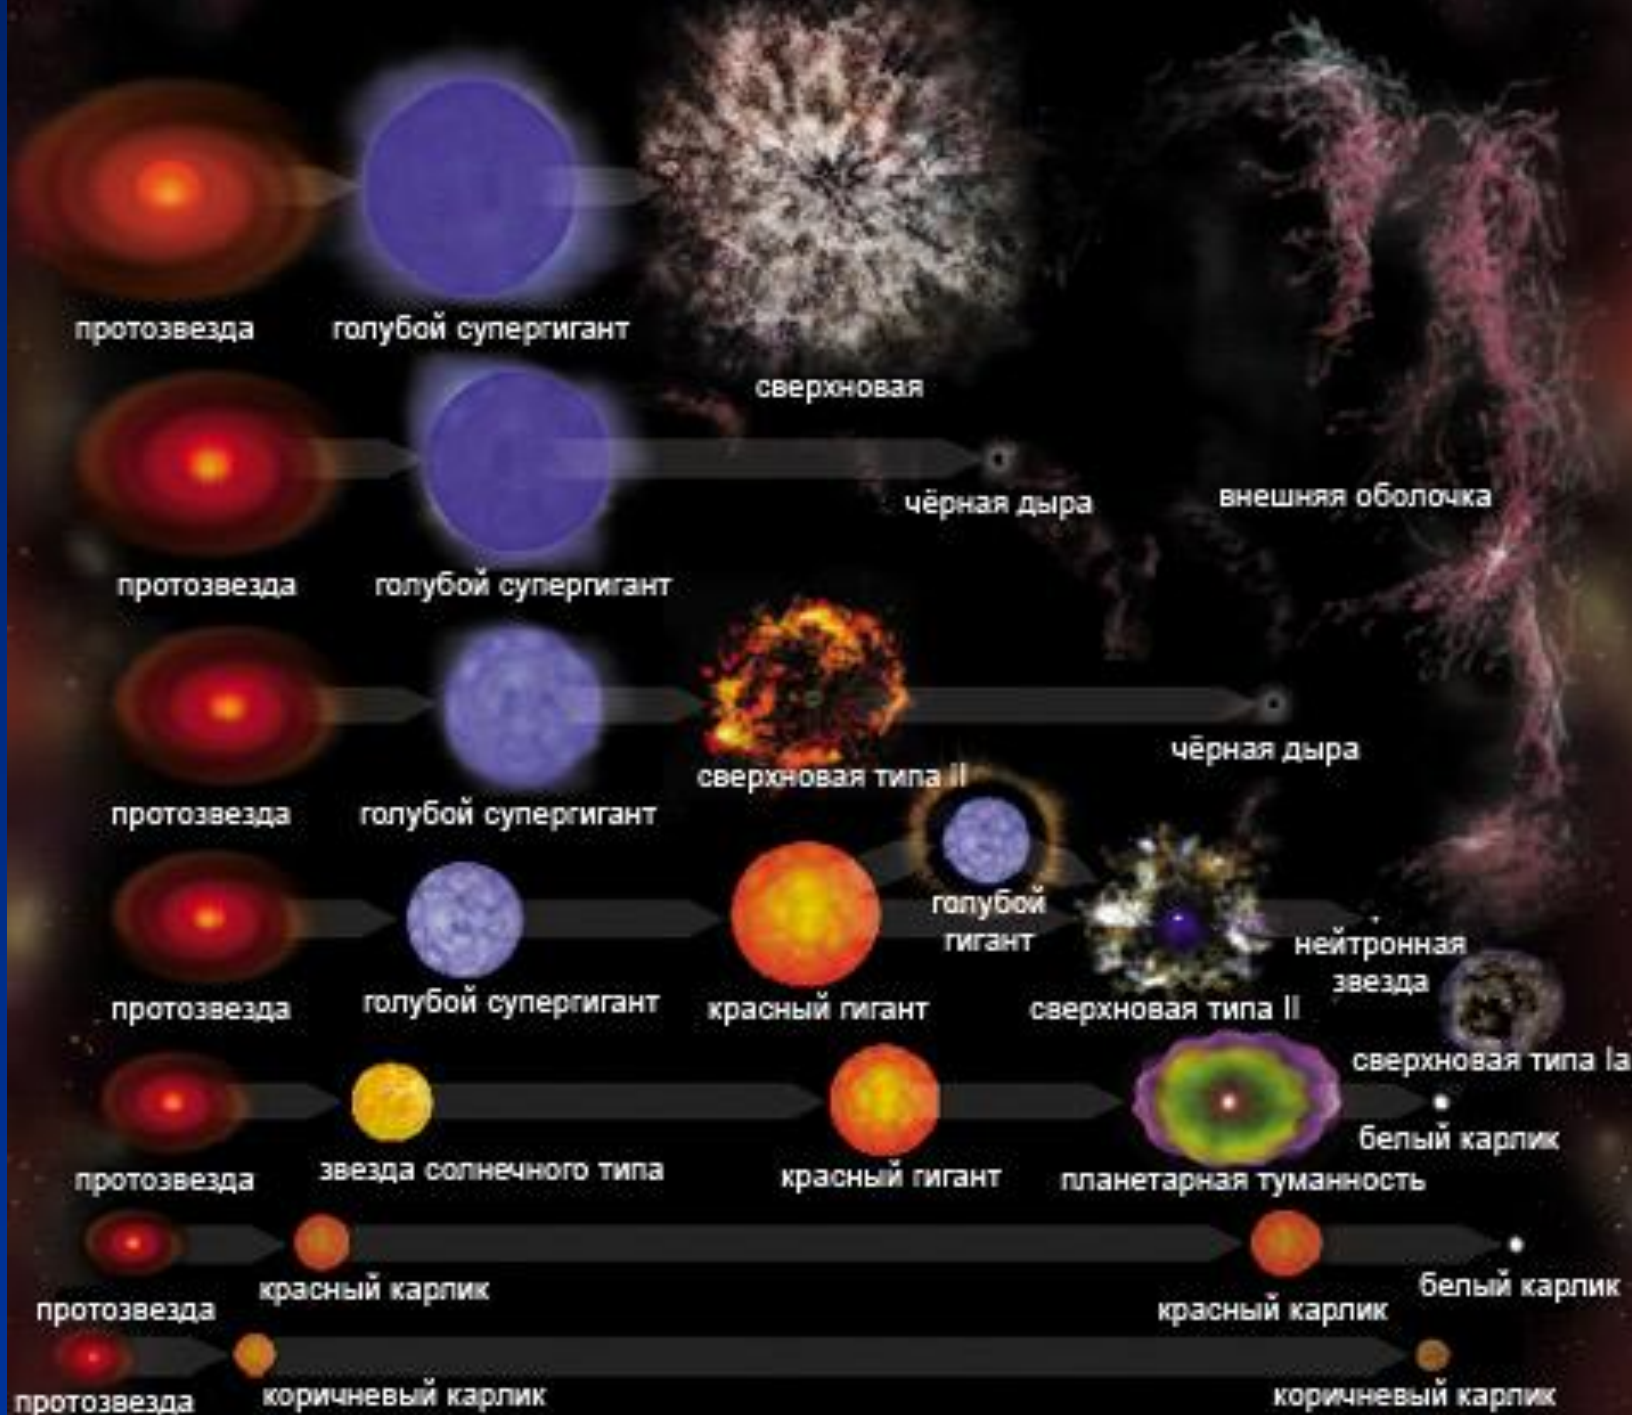 протозвезда
голубой супергигант
сверхновая
чёрная дыра
внешняя оболочка
протозвезда
голубой супергигант
чёрная дыра
сверхновая типа II
протозвезда
голубой супергигант
голубой
гигант
нейтронная
звезда
протозвезда
голубой супергигант
красный гигант
сверхновая типа II
сверхновая типа Ia
белый карлик
протозвезда
звезда солнечного типа
красный гигант
планетарная туманность
белый карлик
протозвезда
красный карлик
красный карлик
протозвезда
коричневый карлик
коричневый карлик